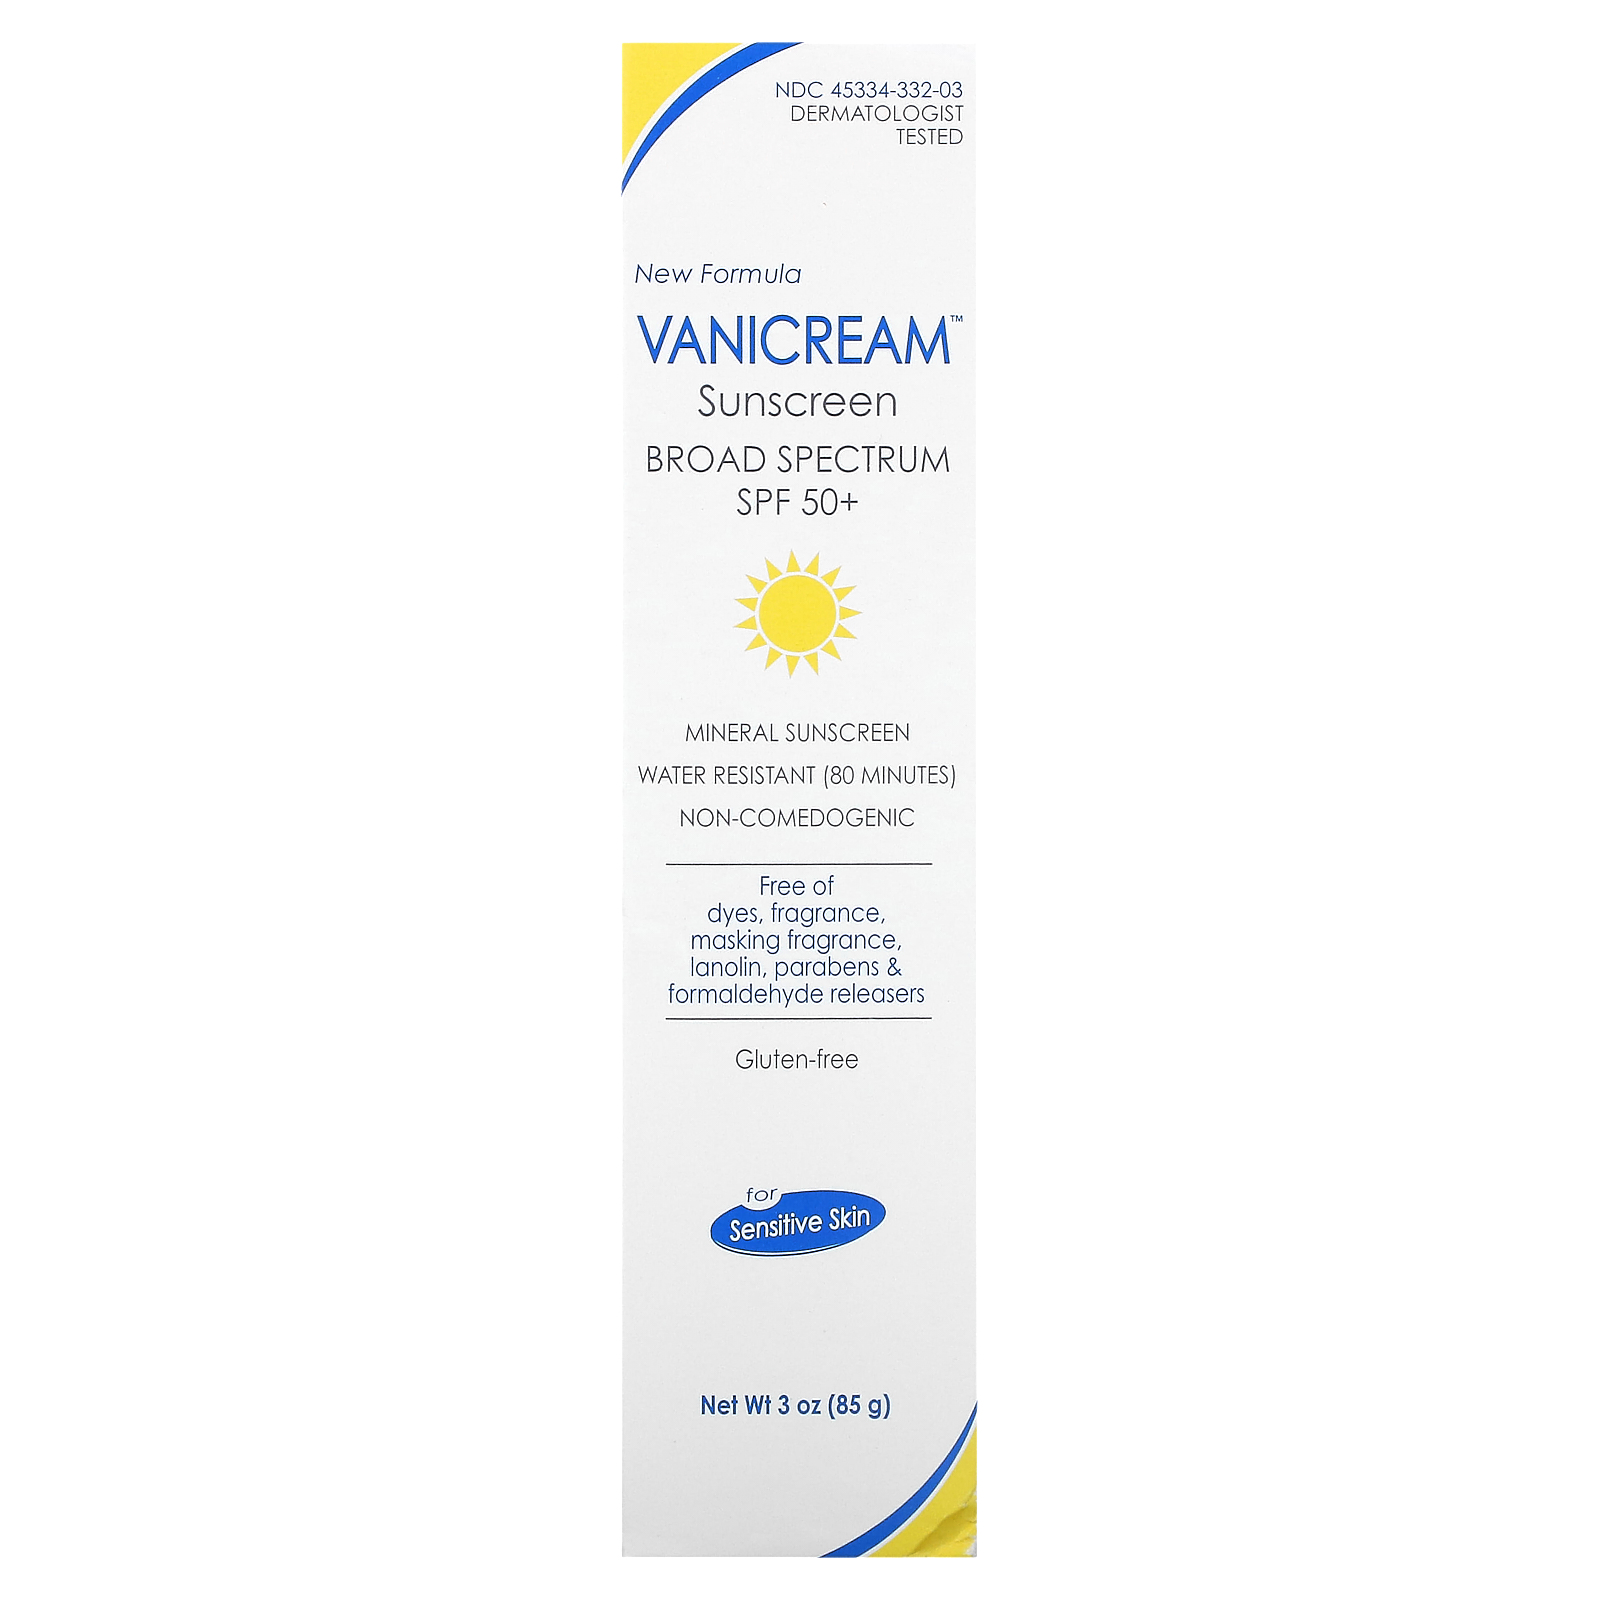 NDC 45334-332-03
DERMATOLOGIST
TESTED
New Formula
VANICREAM™
Sunscreen
BROAD SPECTRUM
SPF 50+
MINERAL SUNSCREEN
WATER RESISTANT (80 MINUTES)
NON-COMEDOGENIC
Free of
dyes, fragrance,
masking fragrance,
lanolin, parabens &
formaldehyde releasers
Gluten-free
for
Sensitive Skin
Net Wt 3 oz (85 g)